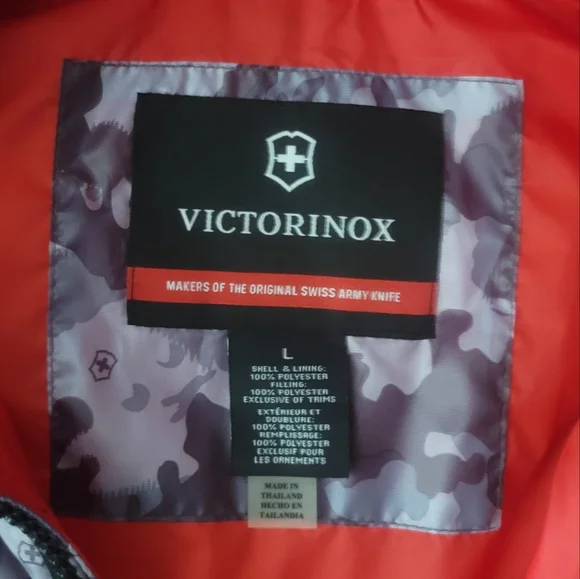 VICTORINOX
MAKERS OF THE ORIGINAL SWISS ARMY KNIFE
L
SHELL & LINING:
100% POLYESTER
FILLING:
100% POLYESTER
EXCLUSIVE OF TRIMS
EXTÉRIEUR ET
DOUBLURE:
100% POLYESTER
REMPLISSAGE:
100% POLYESTER
EXCLUSIF POUR
LES ORNEMENTS
MADE IN
THAILAND
HECHO EN
TAILANDIA